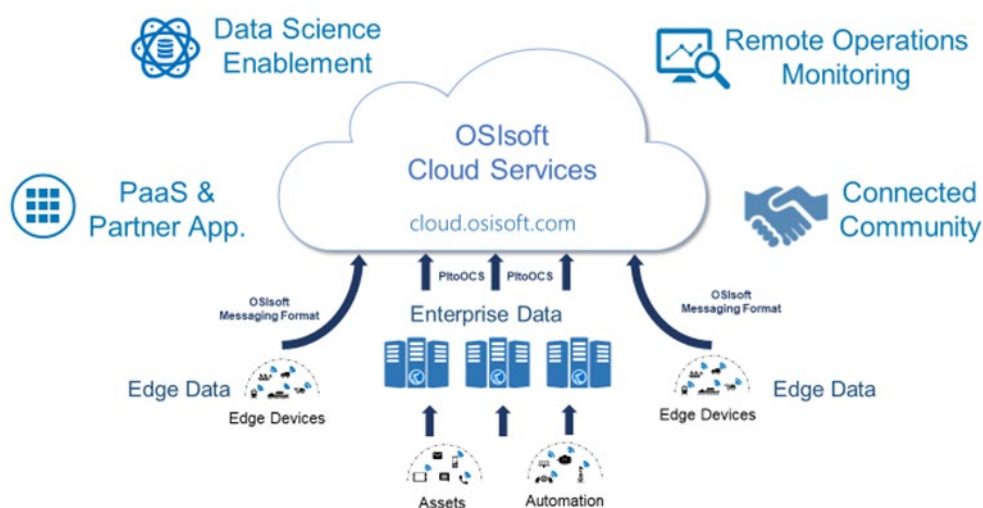 Data Science
Enablement
Remote Operations
Monitoring
OSIsoft
Cloud Services
cloud.osisoft.com
PaaS &
Partner App.
Connected
Community
PItoOCS
PItoOCS
OSIsoft
Messaging Format
OSIsoft
Messaging Format
Enterprise Data
Edge Data
Edge Devices
Edge Devices
Edge Data
Assets
Automation